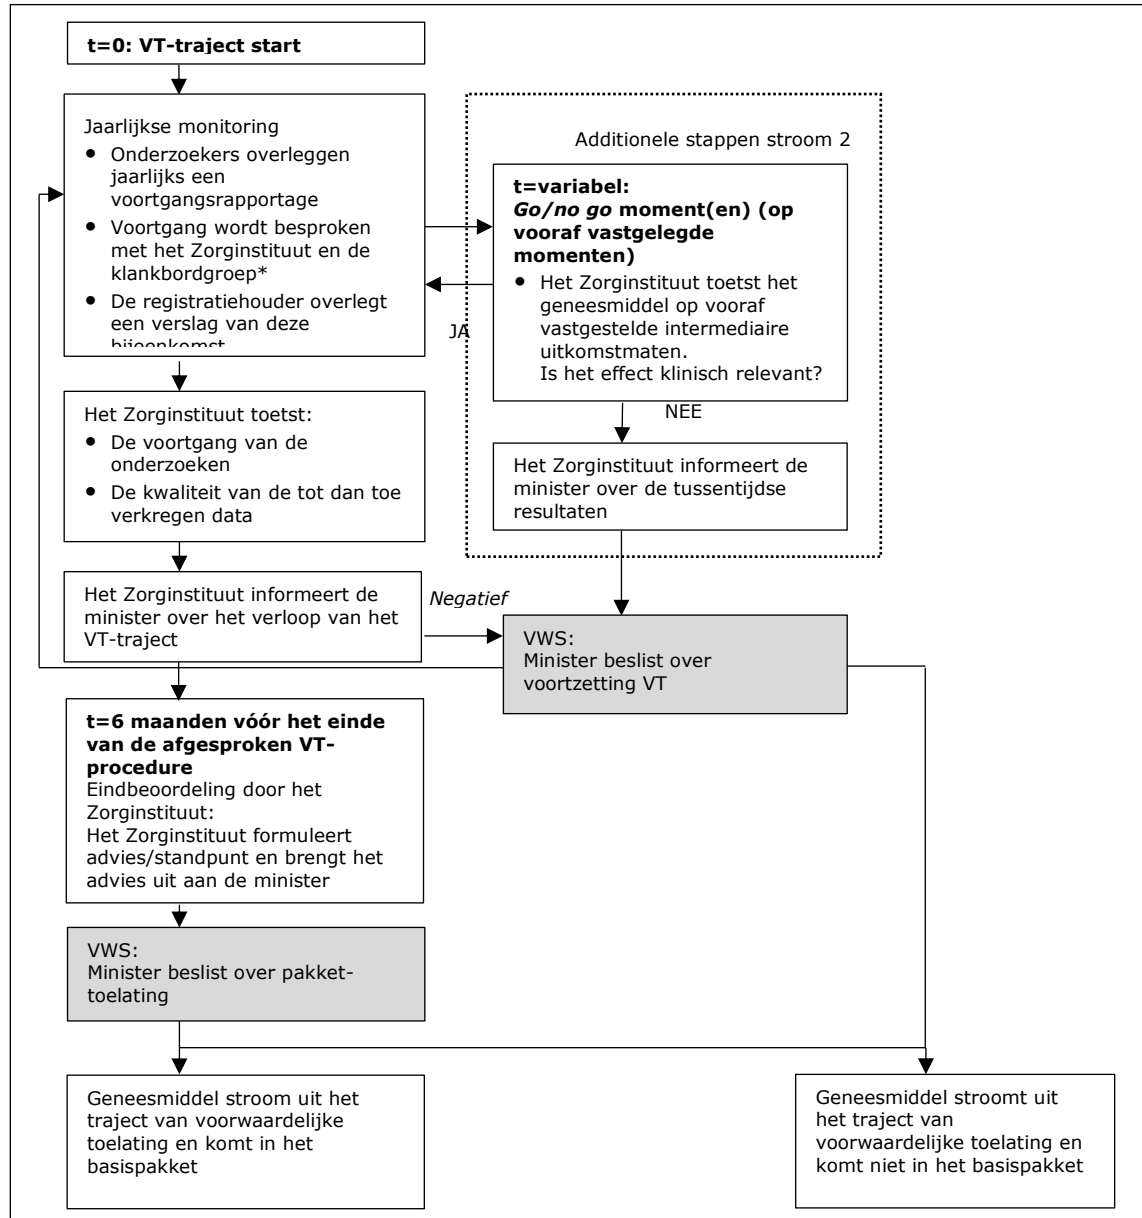 t=0: VT-traject start
Jaarlijkse monitoring
• Onderzoekers overleggen
jaarlijks een
voortgangsrapportage
• Voortgang wordt besproken
met het Zorginstituut en de
klankbordgroep*
• De registratiehouder overlegt
een verslag van deze
bijeenkomst
Additionele stappen stroom 2
t=variabel:
Go/no go moment(en) (op
vooraf vastgelegde
momenten)
• Het Zorginstituut toetst het
geneesmiddel op vooraf
vastgestelde intermediaire
uitkomstmaten.
Is het effect klinisch relevant?
JA
NEE
Het Zorginstituut toetst:
• De voortgang van de
onderzoeken
• De kwaliteit van de tot dan toe
verkregen data
Het Zorginstituut informeert de
minister over de tussentijdse
resultaten
Het Zorginstituut informeert de
minister over het verloop van het
VT-traject
Negatief
VWS:
Minister beslist over
voortzetting VT
t=6 maanden vóór het einde
van de afgesproken VT-
procedure
Eindbeoordeling door het
Zorginstituut:
Het Zorginstituut formuleert
advies/standpunt en brengt het
advies uit aan de minister
VWS:
Minister beslist over pakket-
toelating
Geneesmiddel stroom uit het
traject van voorwaardelijke
toelating en komt in het
basispakket
Geneesmiddel stroomt uit
het traject van
voorwaardelijke toelating en
komt niet in het basispakket